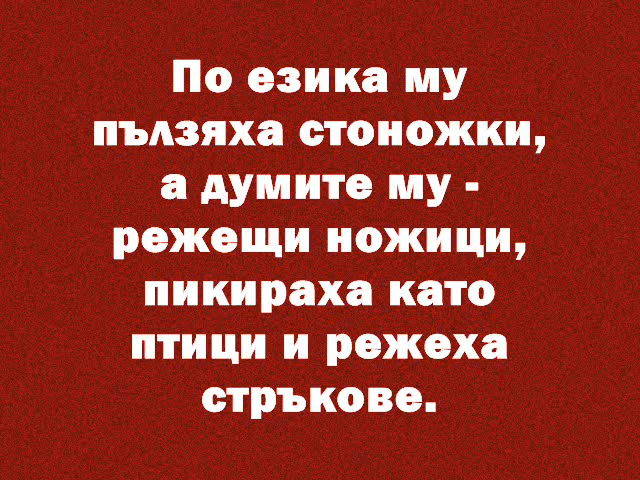 По езика му
пълзяха стоножки,
а думите му -
режещи ножици,
пикираха като
птици и режеха
стръкове.